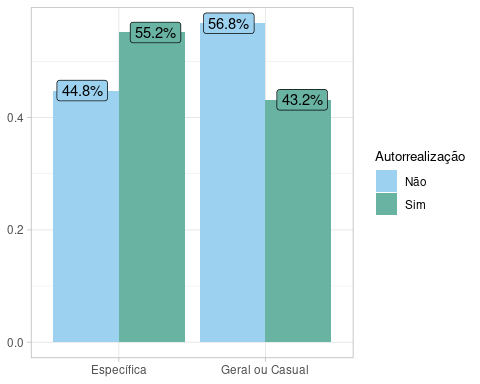 56.8%
55.2%
44.8%
43.2%
0.4
0.2
0.0
Específica
Geral ou Casual
Autorrealização
Não
Sim